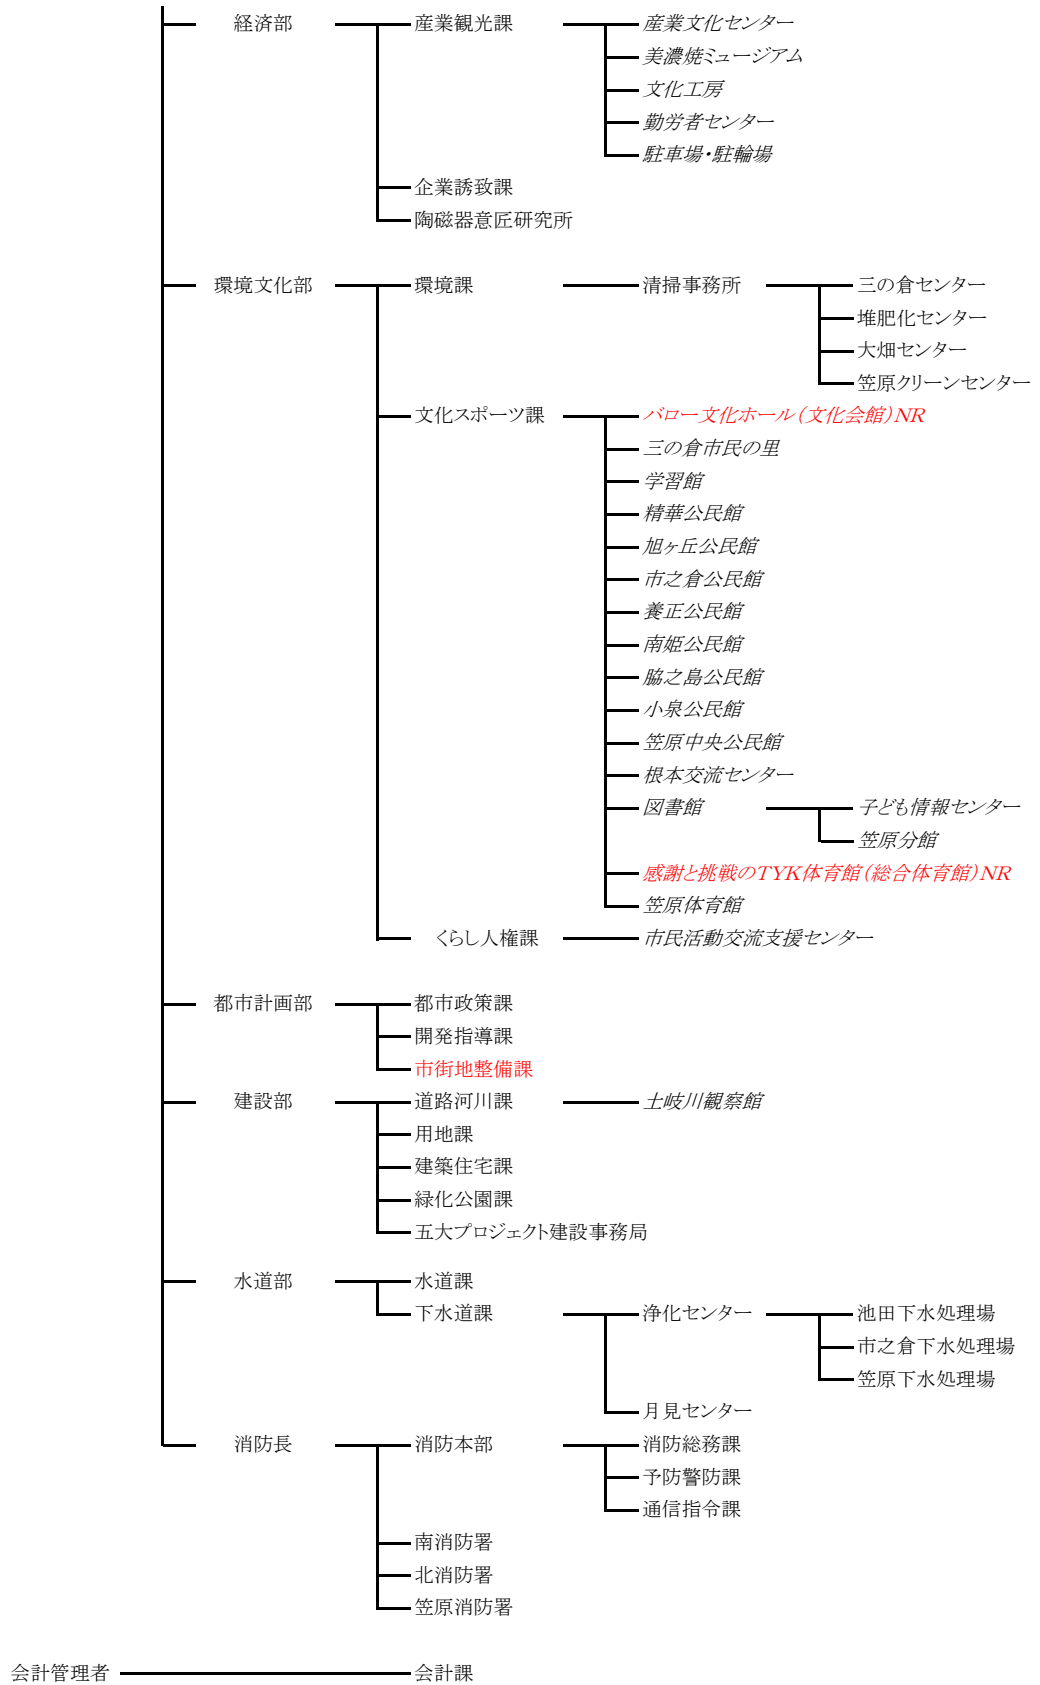 経済部 産業観光課 産業文化センター
美濃焼ミュージアム
文化工房
勤労者センター
駐車場・駐輪場
企業誘致課
陶磁器意匠研究所
環境文化部 環境課 清掃事務所 三の倉センター
堆肥化センター
大畑センター
笠原クリーンセンター
文化スポーツ課 バロー文化ホール（文化会館）NR
三の倉市民の里
学習館
精華公民館
旭ヶ丘公民館
市之倉公民館
養正公民館
南姫公民館
脇之島公民館
小泉公民館
笠原中央公民館
根本交流センター
図書館 子ども情報センター
笠原分館
感謝と挑戦のTYK体育館（総合体育館）NR
笠原体育館
くらし人権課 市民活動交流支援センター
都市計画部 都市政策課
開発指導課
市街地整備課
建設部 道路河川課 土岐川観察館
用地課
建築住宅課
緑化公園課
五大プロジェクト建設事務局
水道部 水道課
下水道課 浄化センター 池田下水処理場
市之倉下水処理場
笠原下水処理場
月見センター
消防長 消防本部 消防総務課
予防警防課
通信指令課
南消防署
北消防署
笠原消防署
会計管理者 会計課